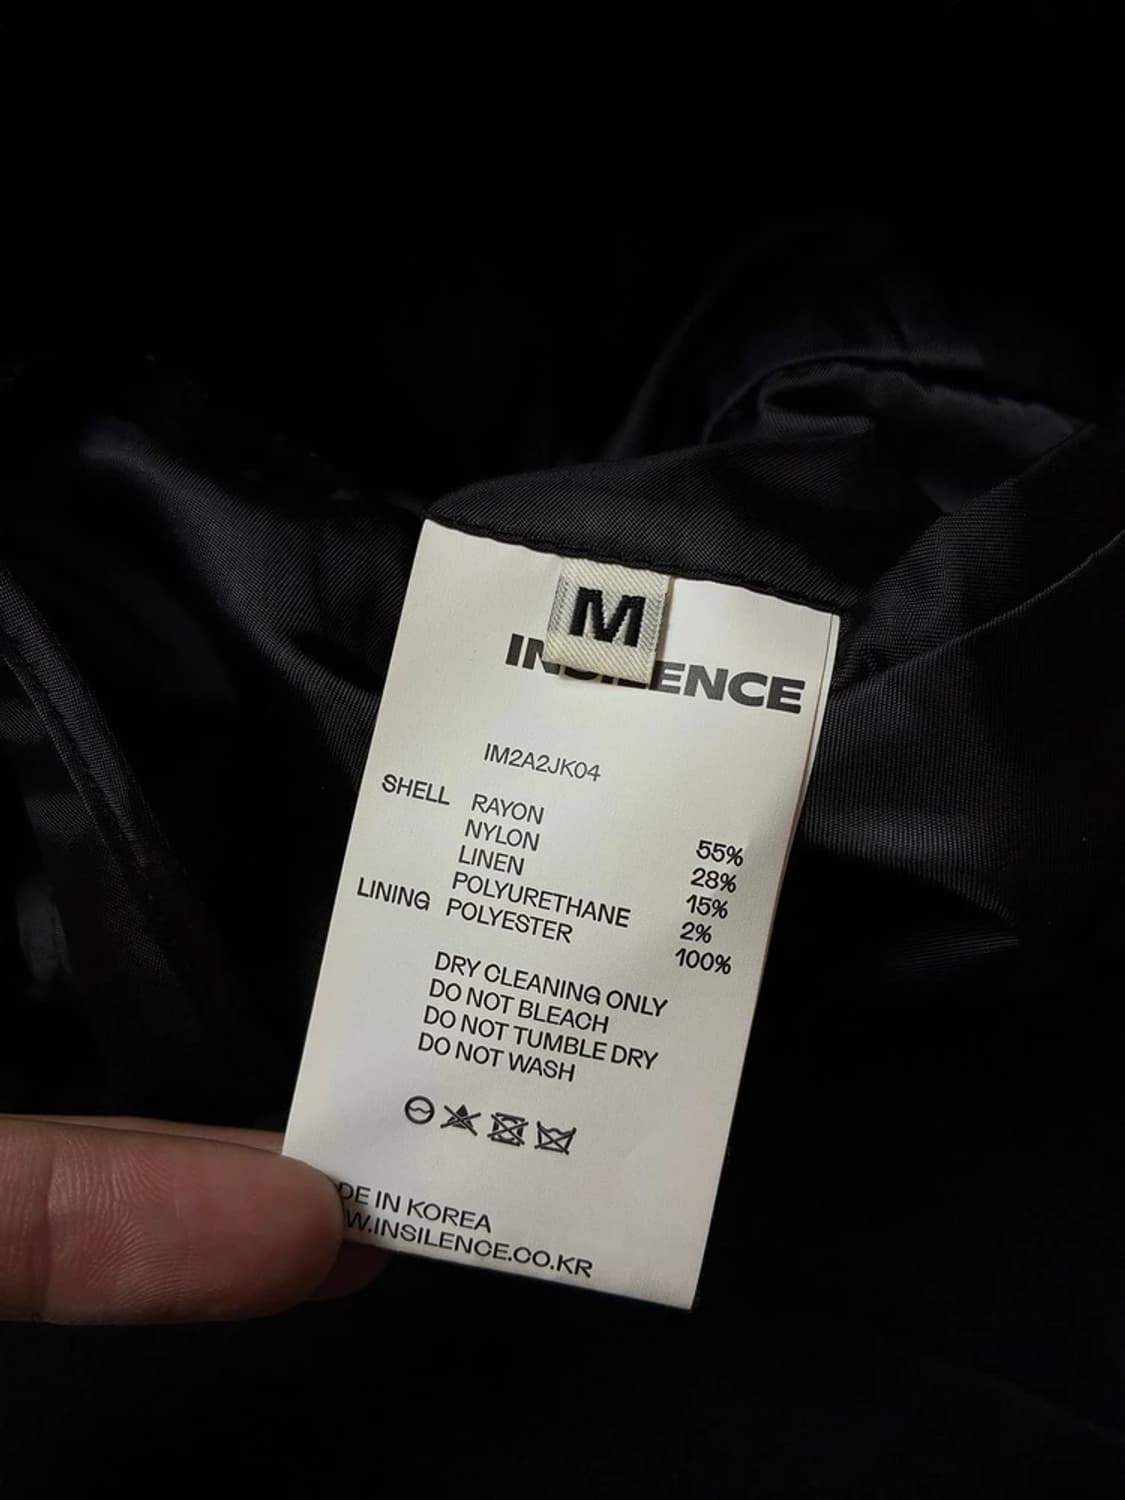 M
INSILENCE
IM2A2JK04
SHELL RAYON 55%
NYLON 28%
LINEN 15%
POLYURETHANE 2%
LINING POLYESTER 100%
DRY CLEANING ONLY
DO NOT BLEACH
DO NOT TUMBLE DRY
DO NOT WASH
DE IN KOREA
W.INSILENCE.CO.KR